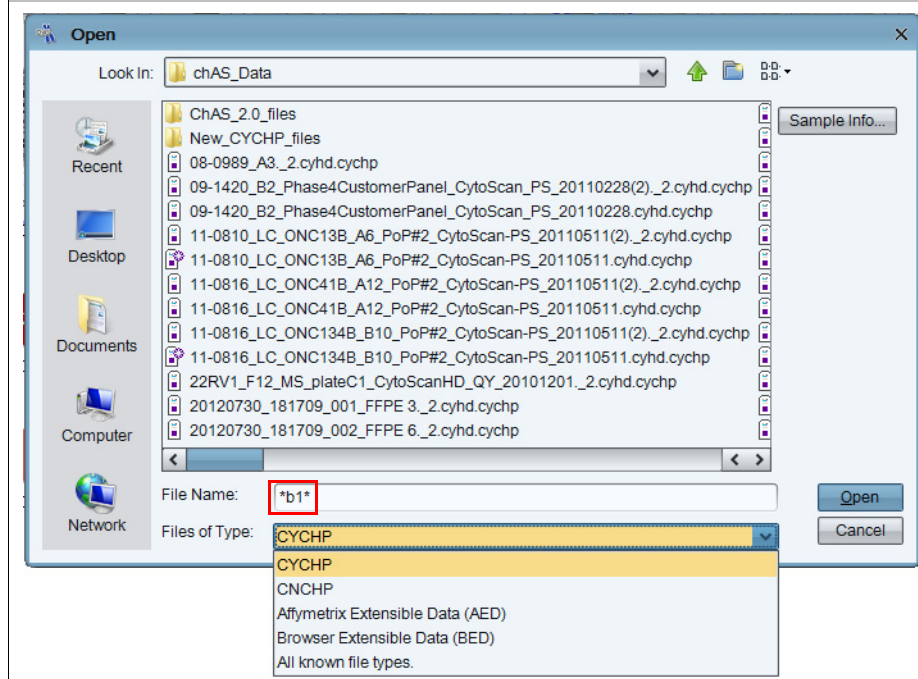 Open
Look In: chAS_Data
ChAS_2.0_files
New_CYCHP_files
08-0989_A3._2.cyhd.cychp
09-1420_B2_Phase4CustomerPanel_CytoScan_PS_20110228(2)._2.cyhd.cychp
09-1420_B2_Phase4CustomerPanel_CytoScan_PS_20110228.cyhd.cychp
11-0810_LC_ONC13B_A6_PoP#2_CytoScan-PS_20110511(2)._2.cyhd.cychp
11-0810_LC_ONC13B_A6_PoP#2_CytoScan-PS_20110511.cyhd.cychp
11-0816_LC_ONC41B_A12_PoP#2_CytoScan-PS_20110511(2)._2.cyhd.cychp
11-0816_LC_ONC41B_A12_PoP#2_CytoScan-PS_20110511.cyhd.cychp
11-0816_LC_ONC134B_B10_PoP#2_CytoScan-PS_20110511(2)._2.cyhd.cychp
11-0816_LC_ONC134B_B10_PoP#2_CytoScan-PS_20110511.cyhd.cychp
22RV1_F12_MS_plateC1_CytoScanHD_QY_20101201._2.cyhd.cychp
20120730_181709_001_FFPE 3._2.cyhd.cychp
20120730_181709_002_FFPE 6._2.cyhd.cychp
Sample Info...
Recent
Desktop
Documents
Computer
Network
File Name: *b1*
Open
Files of Type: CYCHP
Cancel
CYCHP
CNCHP
Affymetrix Extensible Data (AED)
Browser Extensible Data (BED)
All known file types.